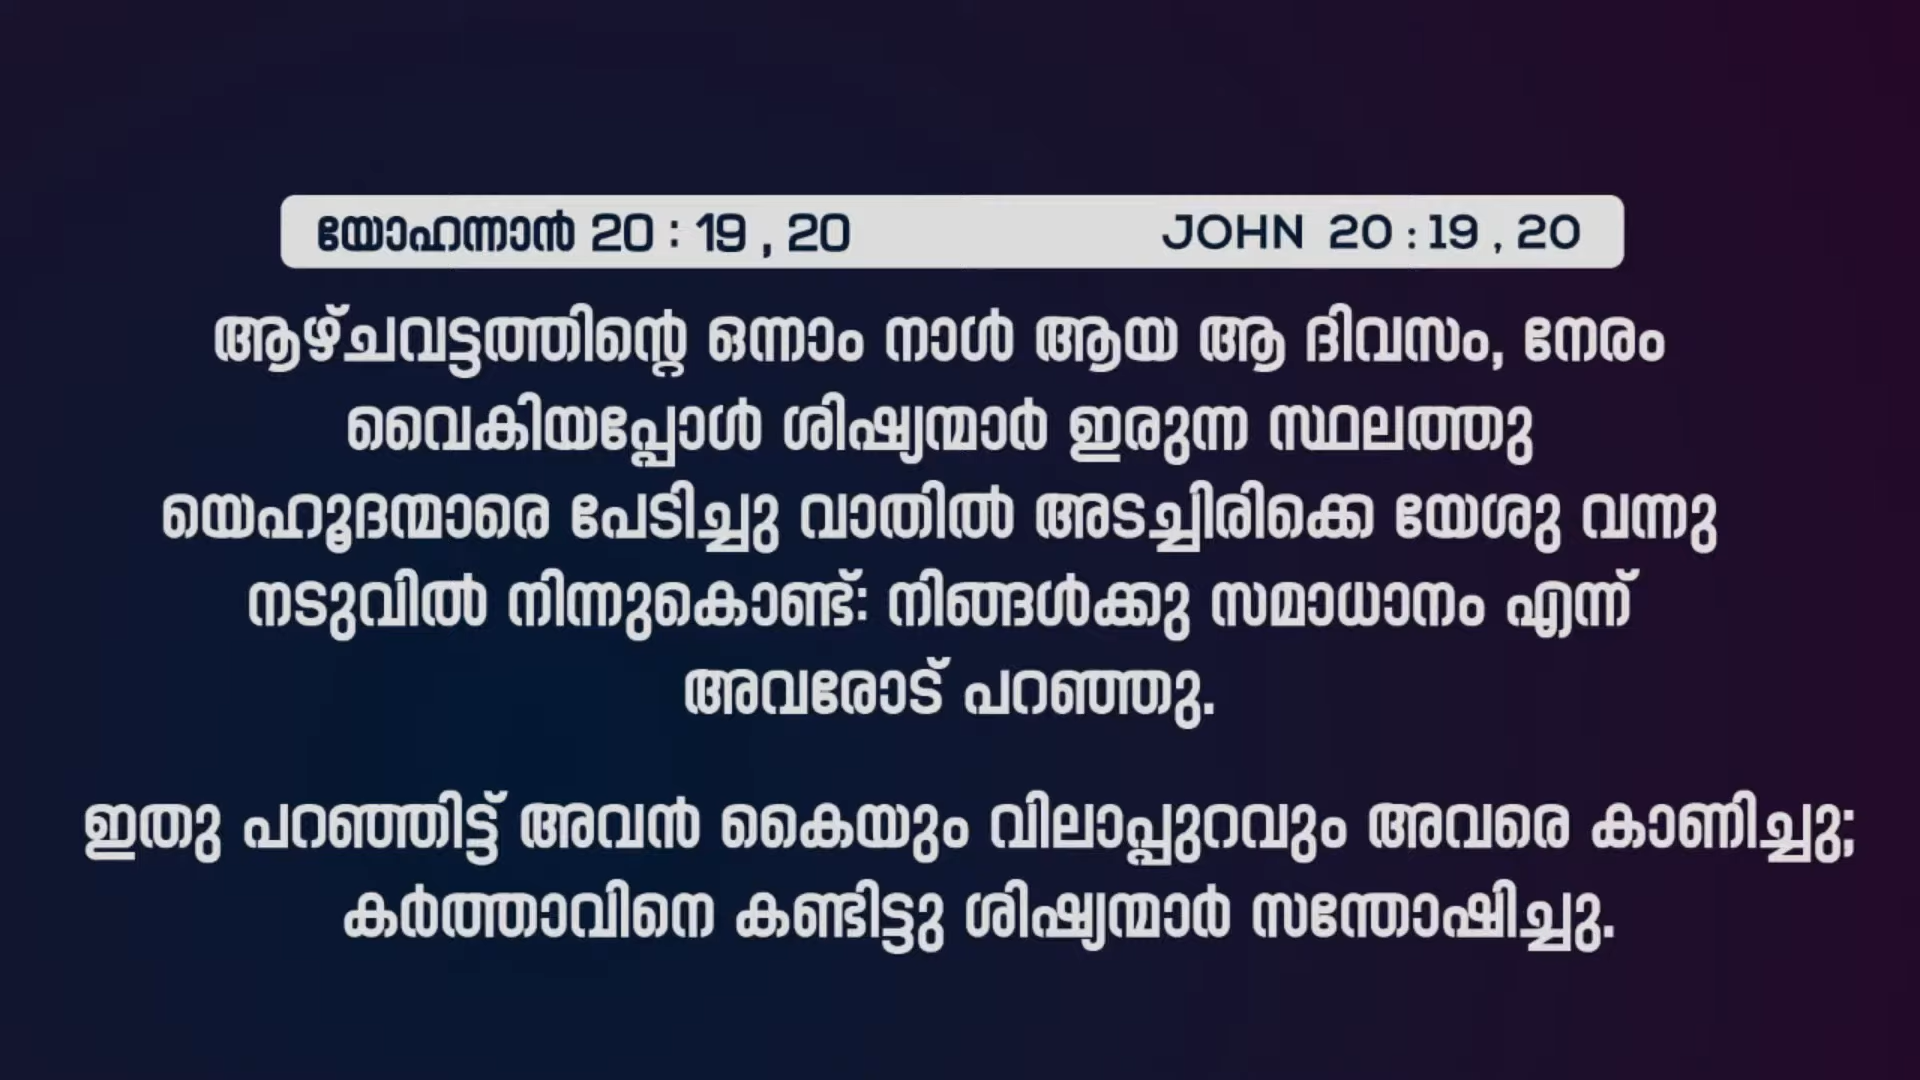 യോഹന്നാൻ 20 : 19 , 20 JOHN 20 : 19 , 20
ആഴ്ചവട്ടത്തിന്റെ ഒന്നാം നാൾ ആയ ആ ദിവസം, നേരം
വൈകിയപ്പോൾ ശിഷ്യന്മാർ ഇരുന്ന സ്ഥലത്തു
യെഹൂദന്മാരെ പേടിച്ചു വാതിൽ അടച്ചിരിക്കെ യേശു വന്നു
നടുവിൽ നിന്നുകൊണ്ട്: നിങ്ങൾക്കു സമാധാനം എന്ന്
അവരോട് പറഞ്ഞു.
ഇതു പറഞ്ഞിട്ട് അവൻ കൈയും വിലാപ്പുറവും അവരെ കാണിച്ചു;
കർത്താവിനെ കണ്ടിട്ടു ശിഷ്യന്മാർ സന്തോഷിച്ചു.